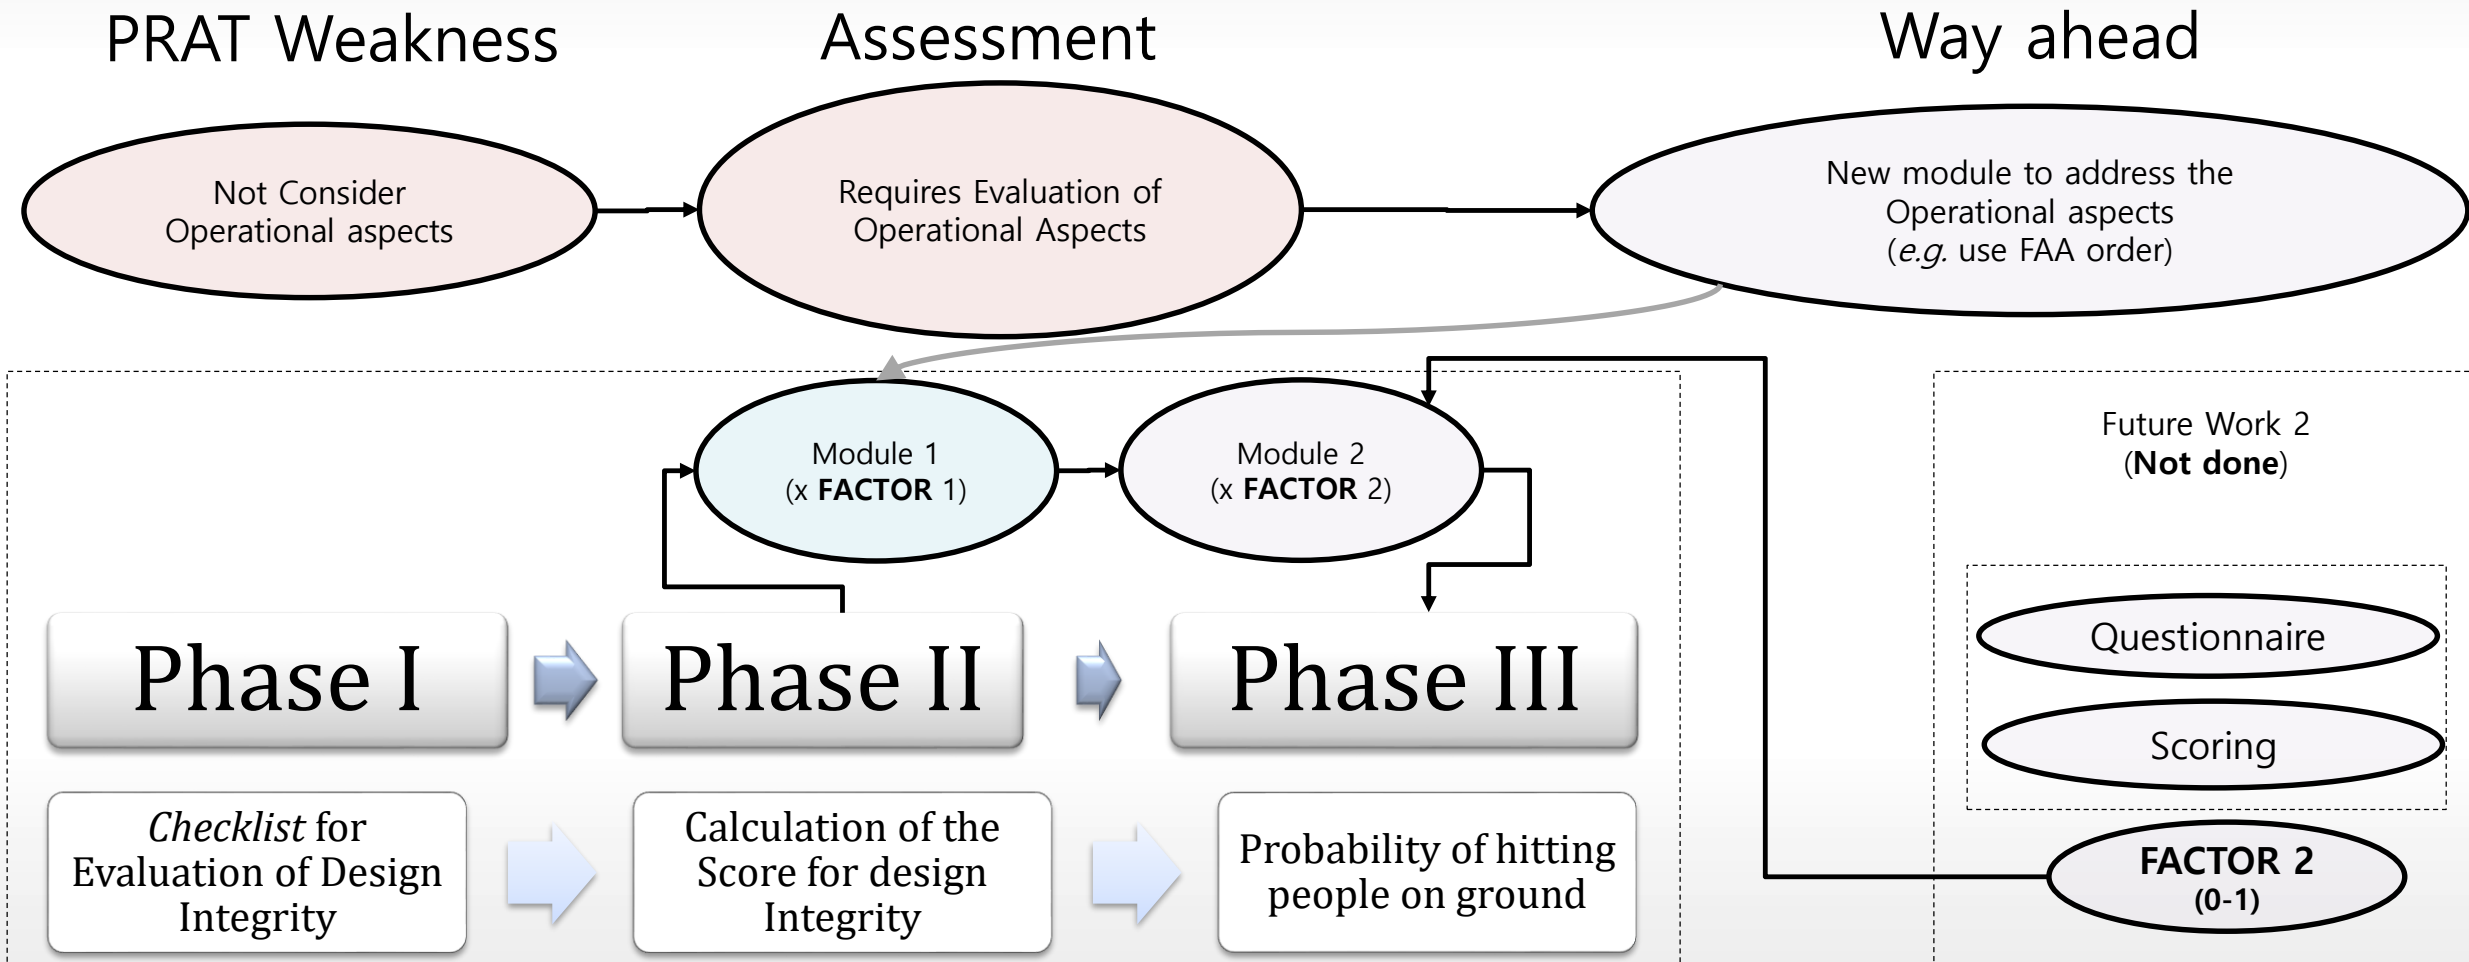 PRAT Weakness
Assessment
Way ahead
Not Consider
Operational aspects
Requires Evaluation of
Operational Aspects
New module to address the
Operational aspects
(e.g. use FAA order)
Module 1
(x FACTOR 1)
Module 2
(x FACTOR 2)
Future Work 2
(Not done)
Phase I
Phase II
Phase III
Questionnaire
Scoring
Checklist for
Evaluation of Design
Integrity
Calculation of the
Score for design
Integrity
Probability of hitting
people on ground
FACTOR 2
(0-1)